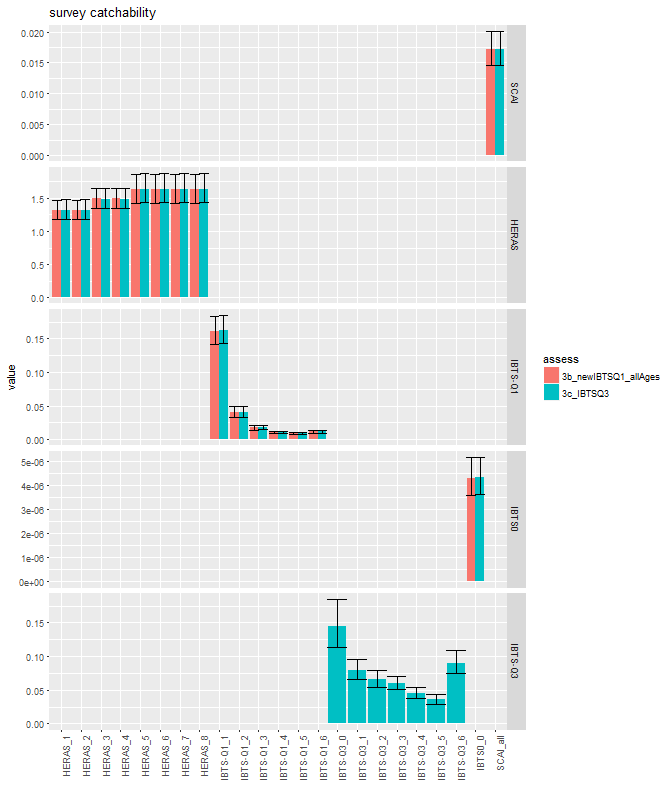 survey catchability
value
0.020
0.015
0.010
0.005
0.000
SCAI
1.5
1.0
0.5
0.0
HERAS
0.15
0.10
0.05
0.00
IBTS-Q1
5e-06
4e-06
3e-06
2e-06
1e-06
0e+00
IBTS0
0.15
0.10
0.05
0.00
IBTS-Q3
HERAS_1
HERAS_2
HERAS_3
HERAS_4
HERAS_5
HERAS_6
HERAS_7
HERAS_8
IBTS-Q1_1
IBTS-Q1_2
IBTS-Q1_3
IBTS-Q1_4
IBTS-Q1_5
IBTS-Q1_6
IBTS-Q3_0
IBTS-Q3_1
IBTS-Q3_2
IBTS-Q3_3
IBTS-Q3_4
IBTS-Q3_5
IBTS-Q3_6
IBTS0_0
SCAI_all
assess
3b_newIBTSQ1_allAges
3c_IBTSQ3